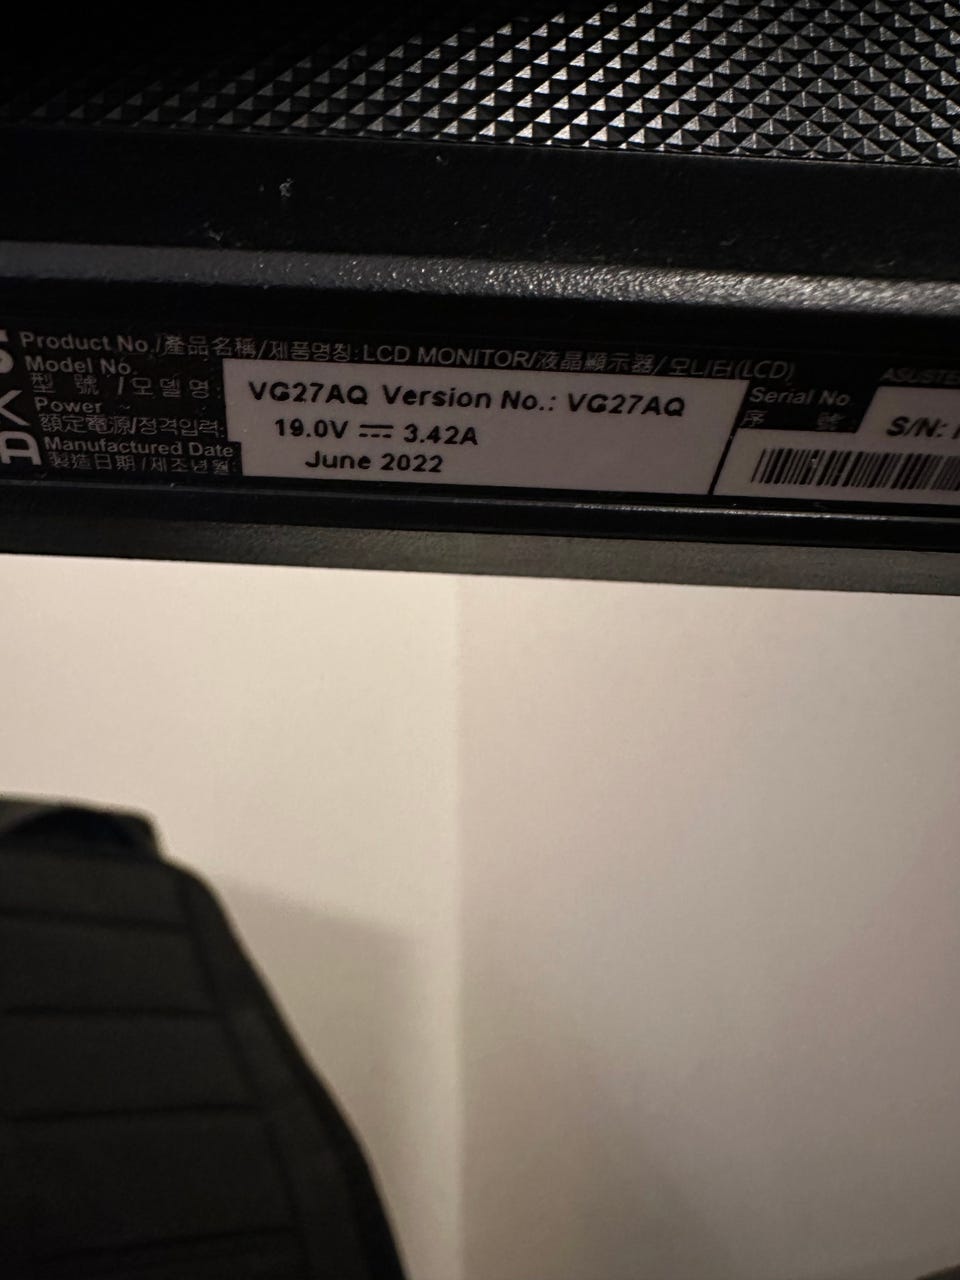 Product No./產品名稱/제품명칭:LCD MONITOR/液晶顯示器/모니터(LCD)
Model No.
型 號 /모델명:
VG27AQ Version No.: VG27AQ
Power
額定電源/정격입력:
19.0V ⎓ 3.42A
Manufactured Date
製造日期/제조년월:
June 2022
Serial No
序 號
S/N: